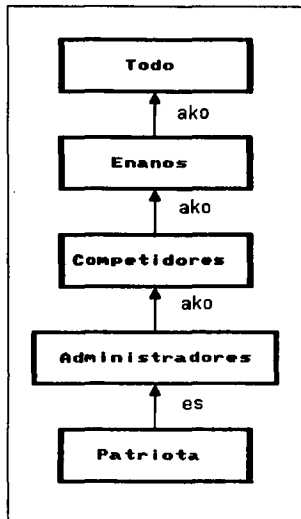 Todo
ako
Enanos
ako
Competidores
ako
Administradores
es
Patriota